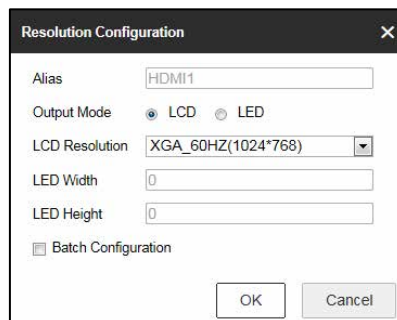 Resolution Configuration
Alias HDMI1
Output Mode LCD LED
LCD Resolution XGA_60HZ(1024*768)
LED Width 0
LED Height 0
Batch Configuration
OK Cancel